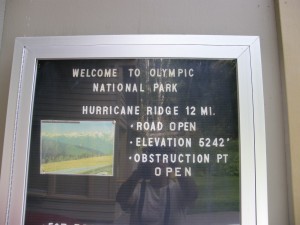 WELCOME TO OLYMPIC
NATIONAL PARK
HURRICANE RIDGE 12 MI.
• ROAD OPEN
• ELEVATION 5242'
• OBSTRUCTION PT
OPEN